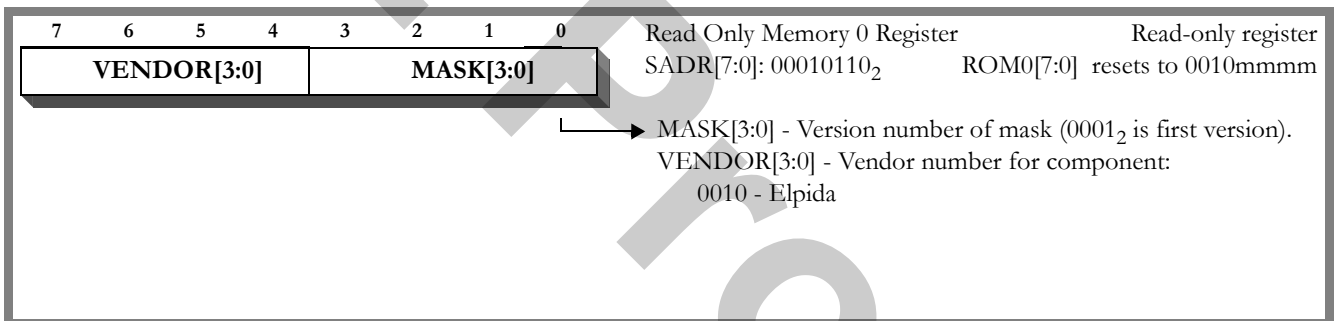 7 6 5 4 3 2 1 0
VENDOR[3:0] MASK[3:0]
Read Only Memory 0 Register Read-only register
SADR[7:0]: 00010110₂ ROM0[7:0] resets to 0010mmmm
MASK[3:0] - Version number of mask (0001₂ is first version).
VENDOR[3:0] - Vendor number for component:
0010 - Elpida